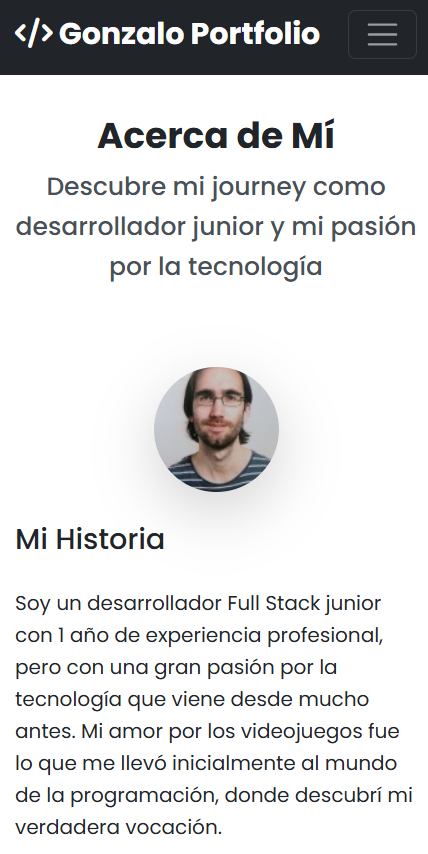 </> Gonzalo Portfolio
Acerca de Mí
Descubre mi journey como
desarrollador junior y mi pasión
por la tecnología
Mi Historia
Soy un desarrollador Full Stack junior
con 1 año de experiencia profesional,
pero con una gran pasión por la
tecnología que viene desde mucho
antes. Mi amor por los videojuegos fue
lo que me llevó inicialmente al mundo
de la programación, donde descubrí mi
verdadera vocación.